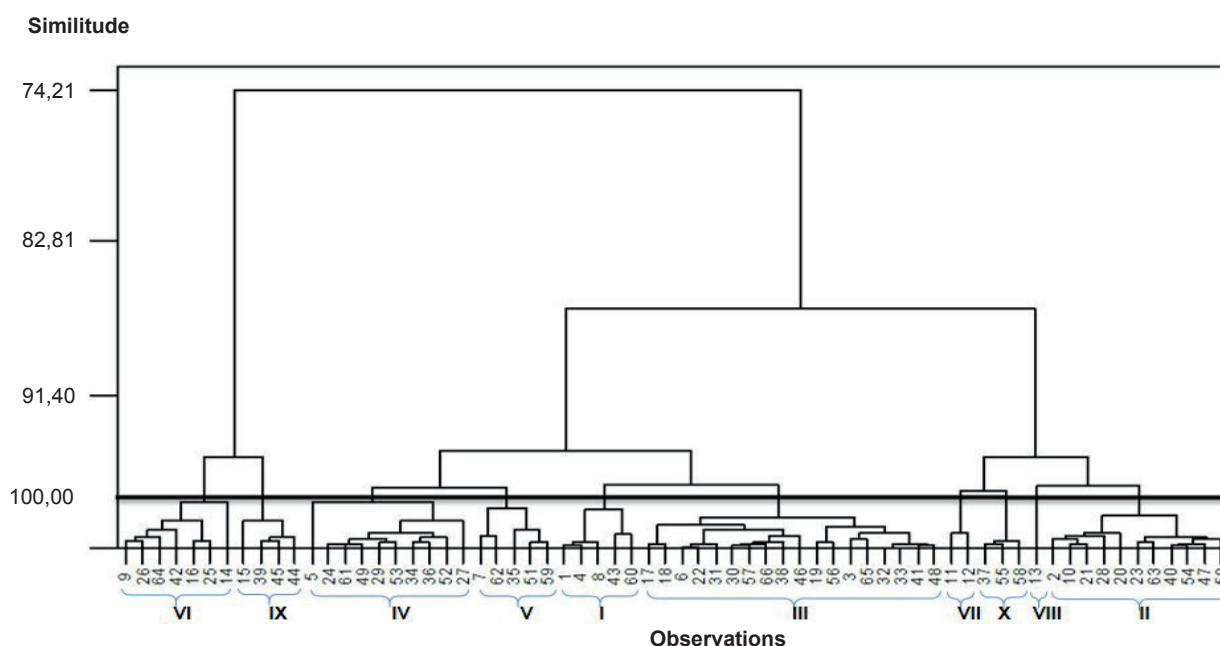 Similitude
74,21
82,81
91,40
100,00
9 26 64 42 16 25 14 15 39 45 44 5 24 61 49 29 53 34 36 52 27 7 62 35 51 59 1 4 8 43 60 17 18 6 22 31 30 57 66 38 46 19 56 3 65 32 33 41 48 11 12 37 55 58 13 2 10 21 28 20 23 63 40 54 47
VI IX IV V I III VII X VIII II
Observations